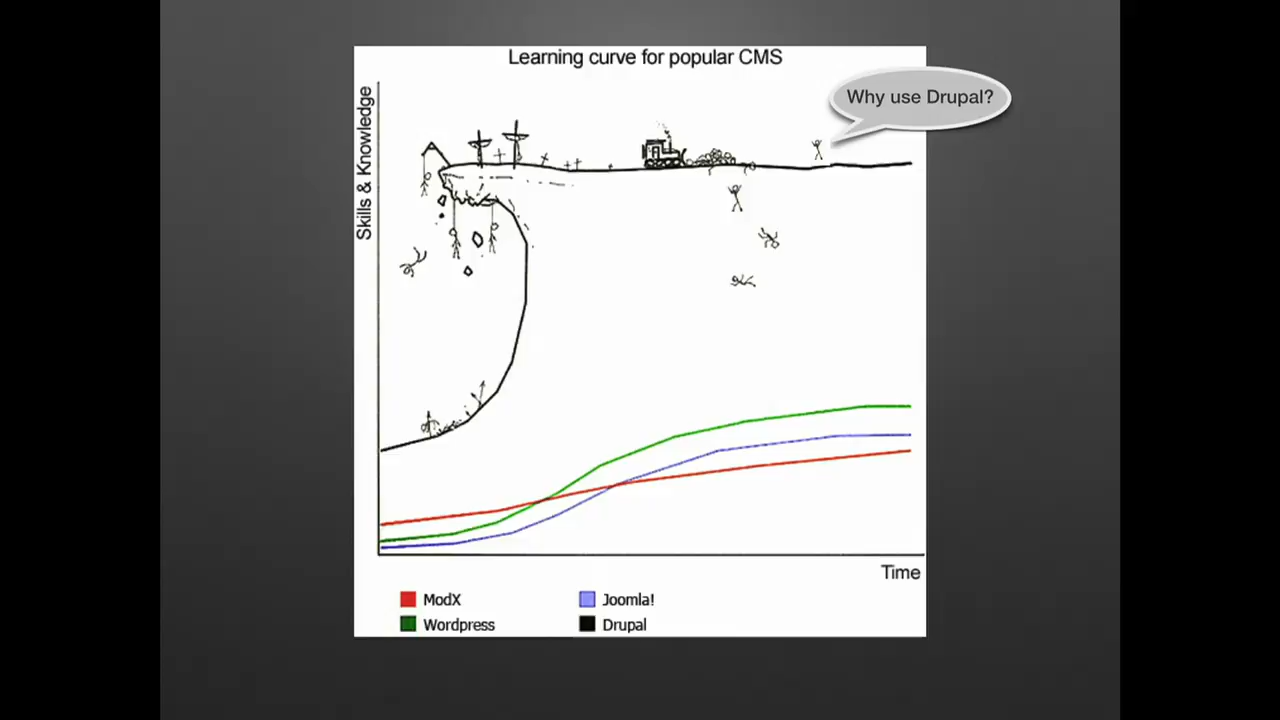 Learning curve for popular CMS
Why use Drupal?
Skills & Knowledge
Time
ModX
Joomla!
Wordpress
Drupal